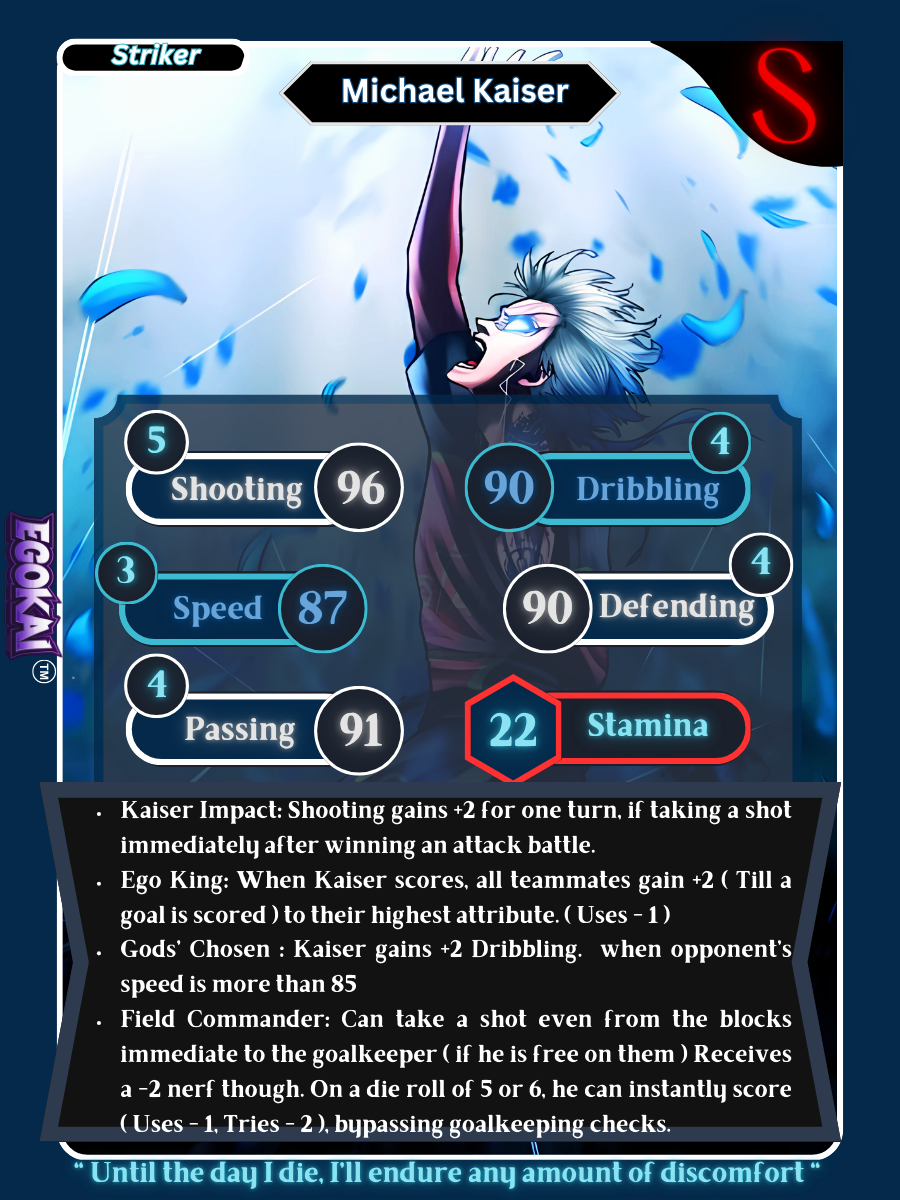 Striker
Michael Kaiser
S
5
Shooting 96
4
90 Dribbling
3
Speed 87
4
90 Defending
4
Passing 91
22 Stamina
EGOKAI
TM
• Kaiser Impact: Shooting gains +2 for one turn, if taking a shot
immediately after winning an attack battle.
• Ego King: When Kaiser scores, all teammates gain +2 ( Till a
goal is scored ) to their highest attribute. ( Uses - 1 )
• Gods' Chosen : Kaiser gains +2 Dribbling. when opponent's
speed is more than 85
• Field Commander: Can take a shot even from the blocks
immediate to the goalkeeper ( if he is free on them ) Receives
a -2 nerf though. On a die roll of 5 or 6, he can instantly score
( Uses - 1, Tries - 2 ), bypassing goalkeeping checks.
“ Until the day I die, I'll endure any amount of discomfort “